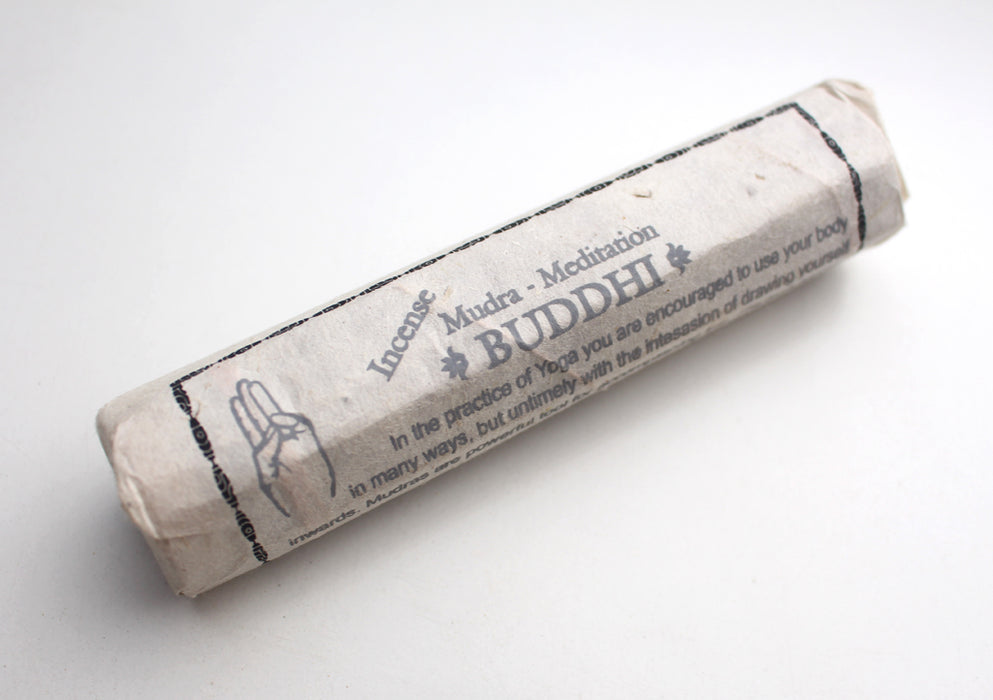 Incense
Mudra - Meditation
BUDDHI
In the practice of Yoga you are encouraged to use your body
in many ways, but untimely with the intesasion of drawing yourself
inwards. Mudras are powerful tool